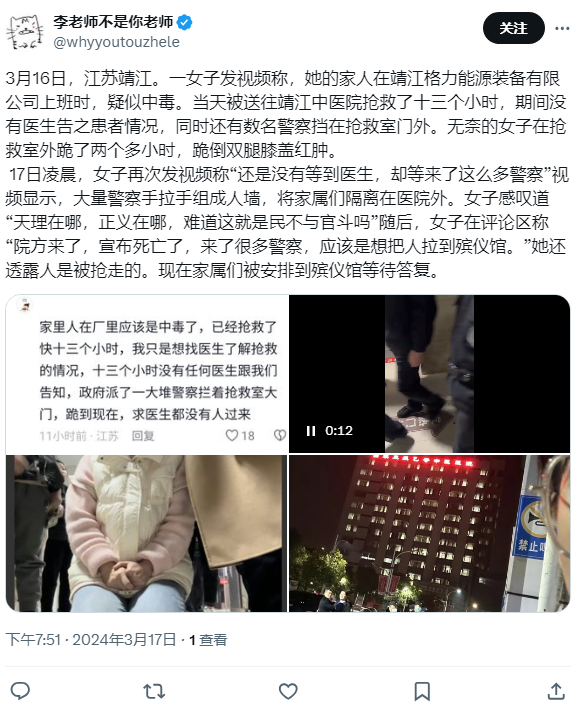 李老师不是你老师
@whyyoutouzhele
关注
3月16日，江苏靖江。一女子发视频称，她的家人在靖江格力能源装备有限
公司上班时，疑似中毒。当天被送往靖江中医院抢救了十三个小时，期间没
有医生告之患者情况，同时还有数名警察挡在抢救室门外。无奈的女子在抢
救室外跪了两个多小时，跪倒双腿膝盖红肿。
17日凌晨，女子再次发视频称“还是没有等到医生，却等来了这么多警察”视
频显示，大量警察手拉手组成人墙，将家属们隔离在医院外。女子感叹道
“天理在哪，正义在哪，难道这就是民不与官斗吗”随后，女子在评论区称
“院方来了，宣布死亡了，来了很多警察，应该是想把人拉到殡仪馆。”她还
透露人是被抢走的。现在家属们被安排到殡仪馆等待答复。
家里人在厂里应该是中毒了，已经抢救了
快十三个小时，我只是想找医生了解抢救
的情况，十三个小时没有任何医生跟我们
告知，政府派了一大堆警察拦着抢救室大
门，跪到现在，求医生都没有人过来
11小时前·江苏 回复 18
0:12
禁止
下午7:51 · 2024年3月17日 · 1 查看